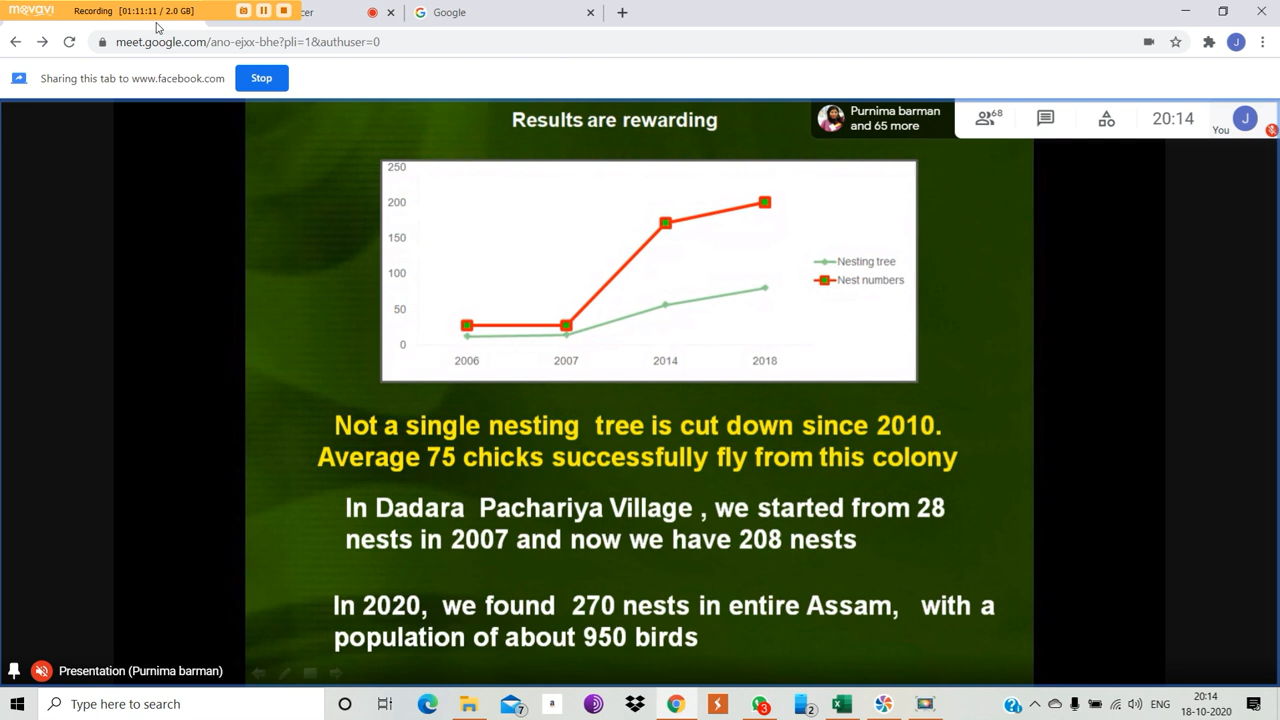 movavi
Recording [01:11:11 / 2.0 GB]
cer
Google
meet.google.com/ano-ejxx-bhe?pli=1&authuser=0
J
Sharing this tab to www.facebook.com
Stop
Results are rewarding
Purnima barman
and 65 more
68
20:14
You
J
250
200
150
100
50
0
2006
2007
2014
2018
Nesting tree
Nest numbers
Not a single nesting tree is cut down since 2010.
Average 75 chicks successfully fly from this colony
In Dadara Pachariya Village , we started from 28
nests in 2007 and now we have 208 nests
In 2020, we found 270 nests in entire Assam, with a
population of about 950 birds
Presentation (Purnima barman)
Type here to search
7
a
3
2
ENG
20:14
18-10-2020